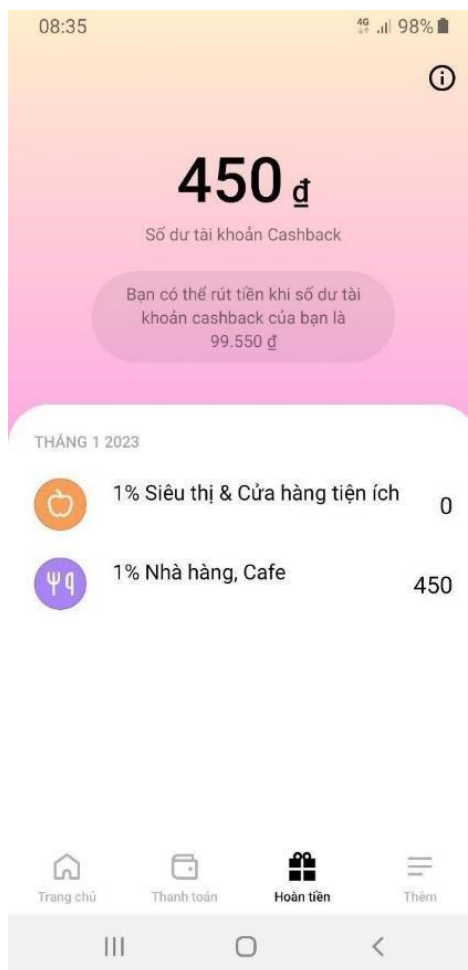 08:35
4G 98%
450 đ
Số dư tài khoản Cashback
Bạn có thể rút tiền khi số dư tài
khoản cashback của bạn là
99.550 đ
THÁNG 1 2023
1% Siêu thị & Cửa hàng tiện ích 0
1% Nhà hàng, Cafe 450
Trang chủ Thanh toán Hoàn tiền Thêm